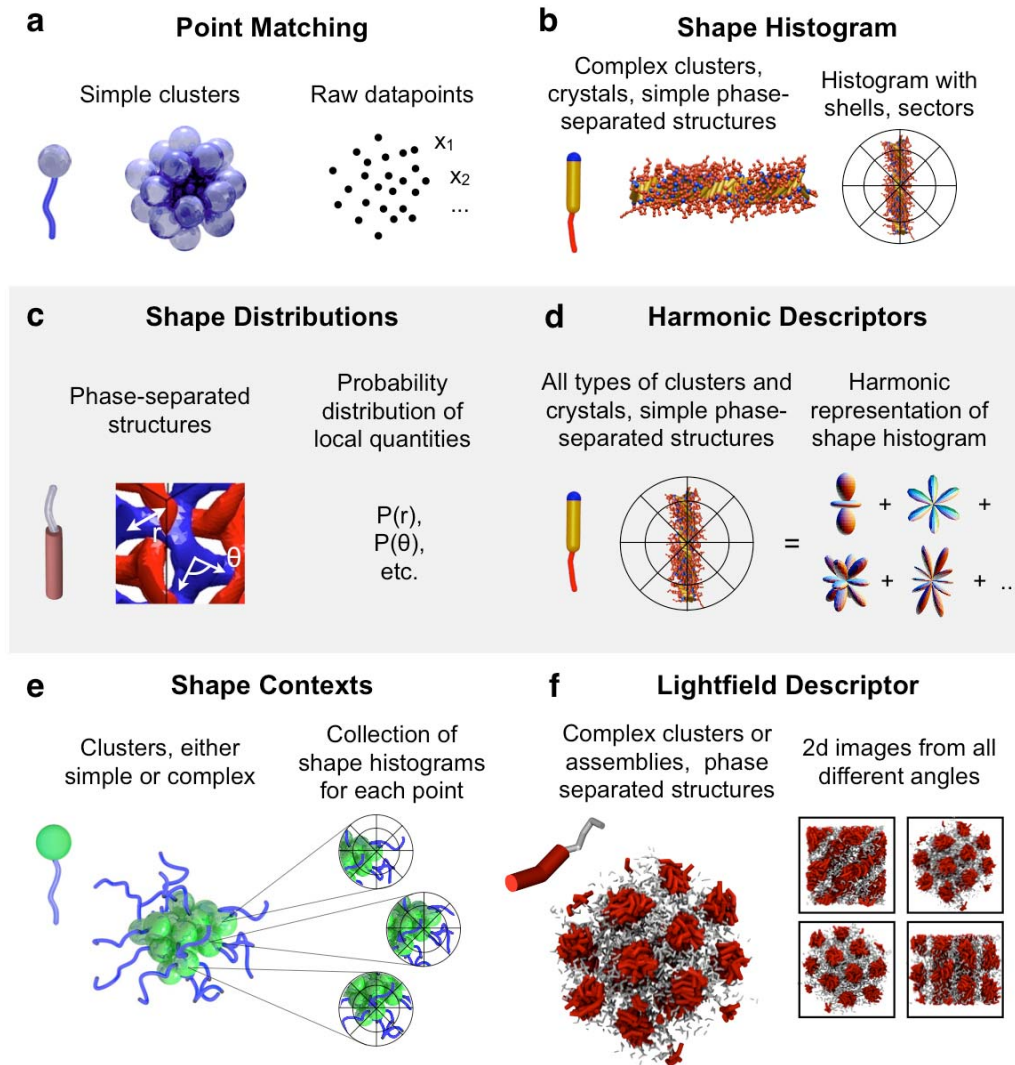 a
Point Matching
Simple clusters
Raw datapoints
x1
x2
...
b
Shape Histogram
Complex clusters,
crystals, simple phase-
separated structures
Histogram with
shells, sectors
c
Shape Distributions
Phase-separated
structures
Probability
distribution of
local quantities
r
θ
P(r),
P(θ),
etc.
d
Harmonic Descriptors
All types of clusters and
crystals, simple phase-
separated structures
Harmonic
representation of
shape histogram
= + +
+ + ...
e
Shape Contexts
Clusters, either
simple or complex
Collection of
shape histograms
for each point
f
Lightfield Descriptor
Complex clusters or
assemblies, phase
separated structures
2d images from all
different angles